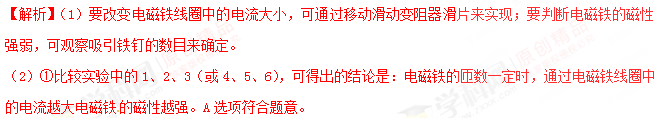 【解析】（1）要改变电磁铁线圈中的电流大小，可通过移动滑动变阻器滑片来实现；要判断电磁铁的磁性
强弱，可观察吸引铁钉的数目来确定。
（2）①比较实验中的1、2、3（或4、5、6），可得出的结论是：电磁铁的匝数一定时，通过电磁铁线圈中
的电流越大电磁铁的磁性越强。A选项符合题意。